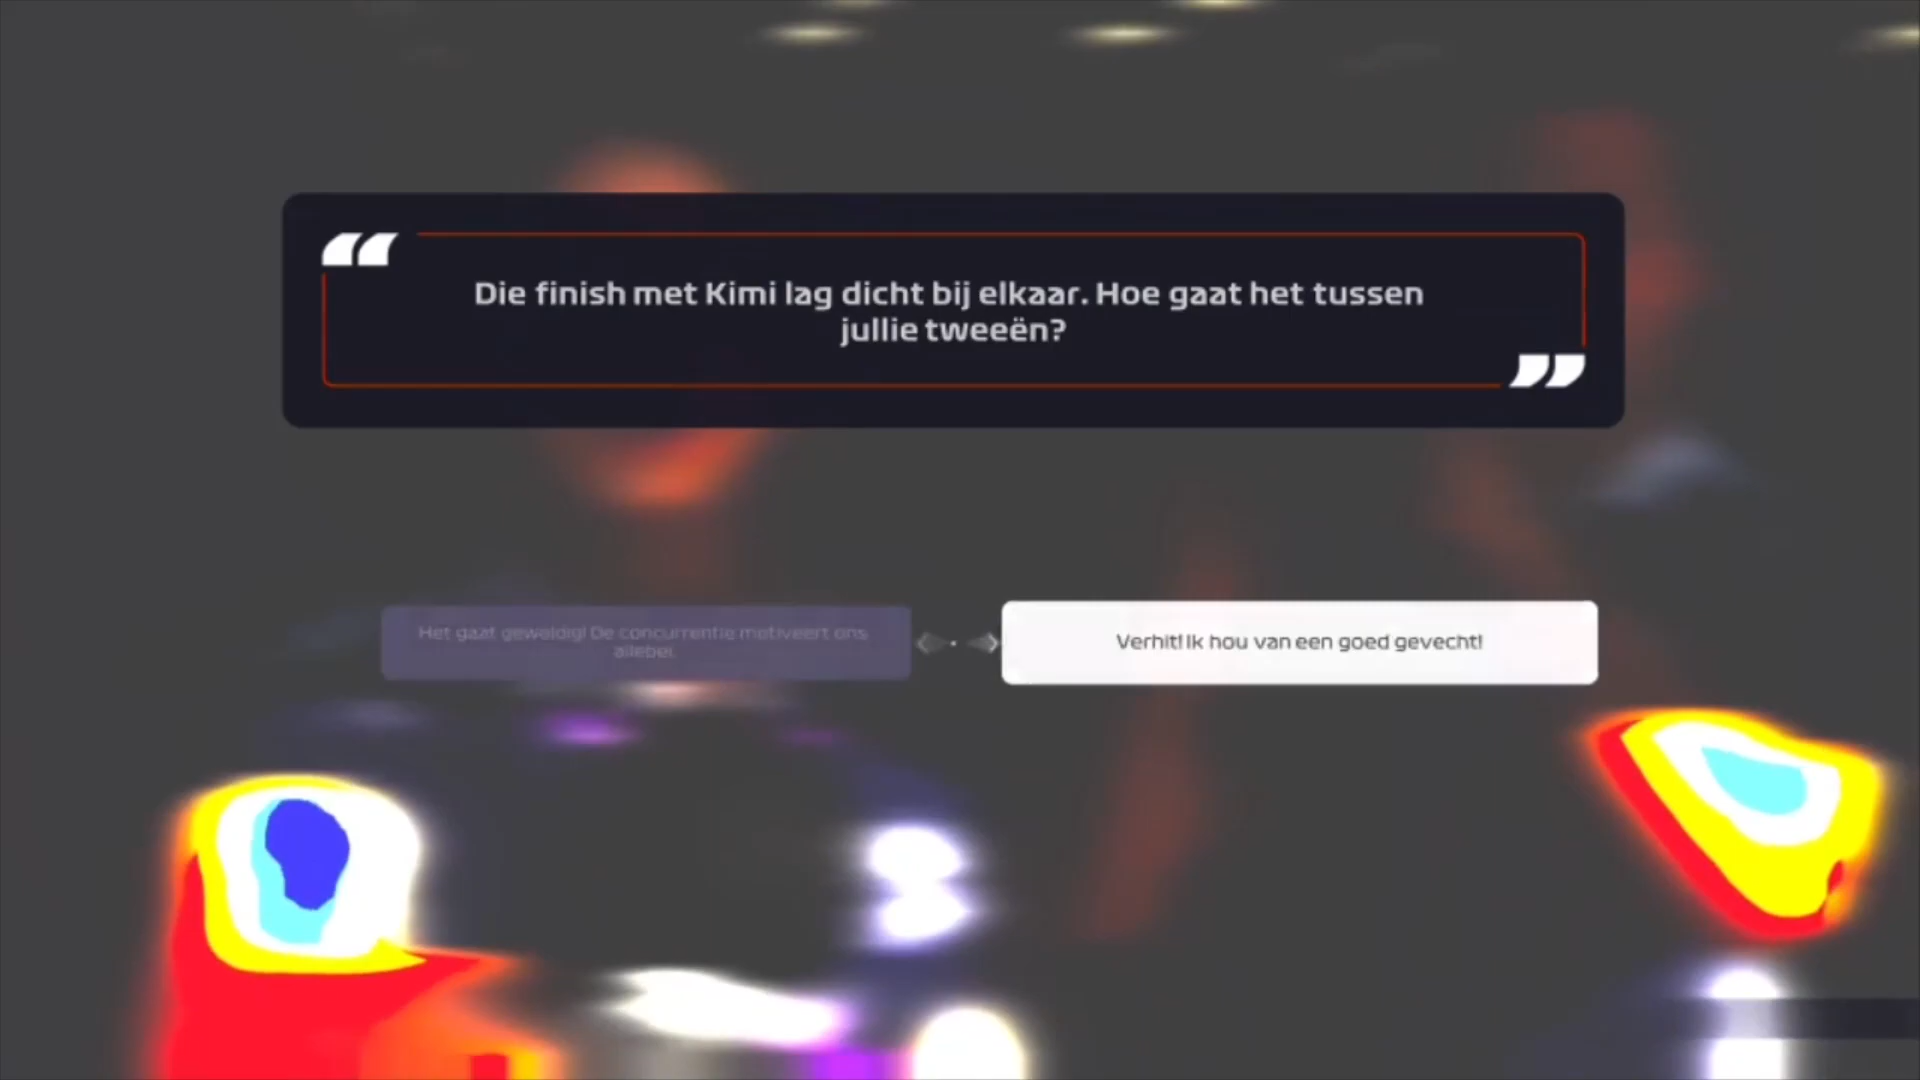 Die finish met Kimi lag dicht bij elkaar. Hoe gaat het tussen
jullie tweeën?
Het gaat geweldig! De concurrentie motiveert ons
allebei.
Verhit! Ik hou van een goed gevecht!